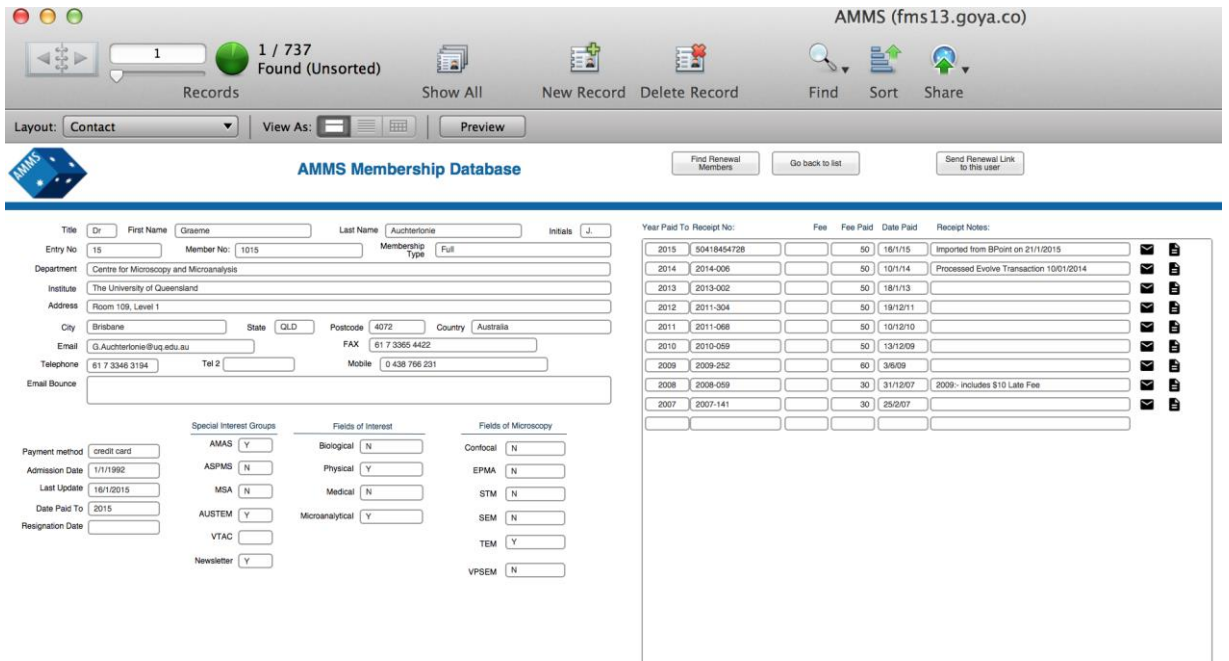 AMMS (fms13.goya.co)
1
1 / 737
Found (Unsorted)
Records
Show All
New Record
Delete Record
Find
Sort
Share
Layout: Contact
View As:
Preview
AMMS
AMMS Membership Database
Find Renewal
Members
Go back to list
Send Renewal Link
to this user
Title Dr First Name Graeme Last Name Auchterlonie Initials J.
Entry No 15 Member No: 1015 Membership Type Full
Department Centre for Microscopy and Microanalysis
Institute The University of Queensland
Address Room 109, Level 1
City Brisbane State QLD Postcode 4072 Country Australia
Email G.Auchterlonie@uq.edu.au FAX 61 7 3365 4422
Telephone 61 7 3346 3194 Tel 2 Mobile 0 438 766 231
Email Bounce
Payment method credit card
Admission Date 1/1/1992
Last Update 16/1/2015
Date Paid To 2015
Resignation Date
Special Interest Groups
AMAS Y
ASPMS N
MSA N
AUSTEM Y
VTAC
Newsletter Y
Fields of Interest
Biological N
Physical Y
Medical N
Microanalytical Y
Fields of Microscopy
Confocal N
EPMA N
STM N
SEM N
TEM Y
VPSEM N
Year Paid To Receipt No: Fee Fee Paid Date Paid Receipt Notes:
2015 50418454728 50 16/1/15 Imported from BPoint on 21/1/2015
2014 2014-006 50 10/1/14 Processed Evolve Transaction 10/01/2014
2013 2013-002 50 18/1/13
2012 2011-304 50 19/12/11
2011 2011-068 50 10/12/10
2010 2010-059 50 13/12/09
2009 2009-252 60 3/6/09
2008 2008-059 30 31/12/07 2009:- includes $10 Late Fee
2007 2007-141 30 25/2/07